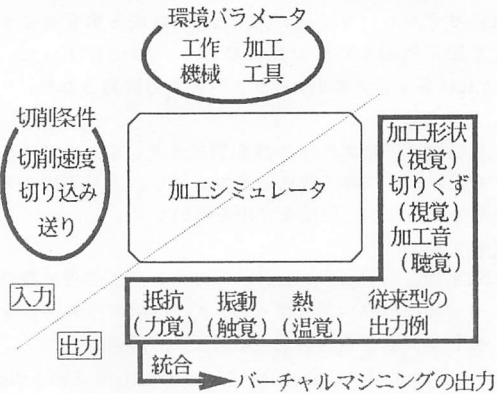 環境パラメータ
工作 加工
機械 工具
切削条件
切削速度
切り込み
送り
加工シミュレータ
加工形状
(視覚)
切りくず
(視覚)
加工音
(聴覚)
入力
出力
抵抗 振動 熱 従来型の
(力覚) (触覚) (温覚) 出力例
統合
バーチャルマシニングの出力